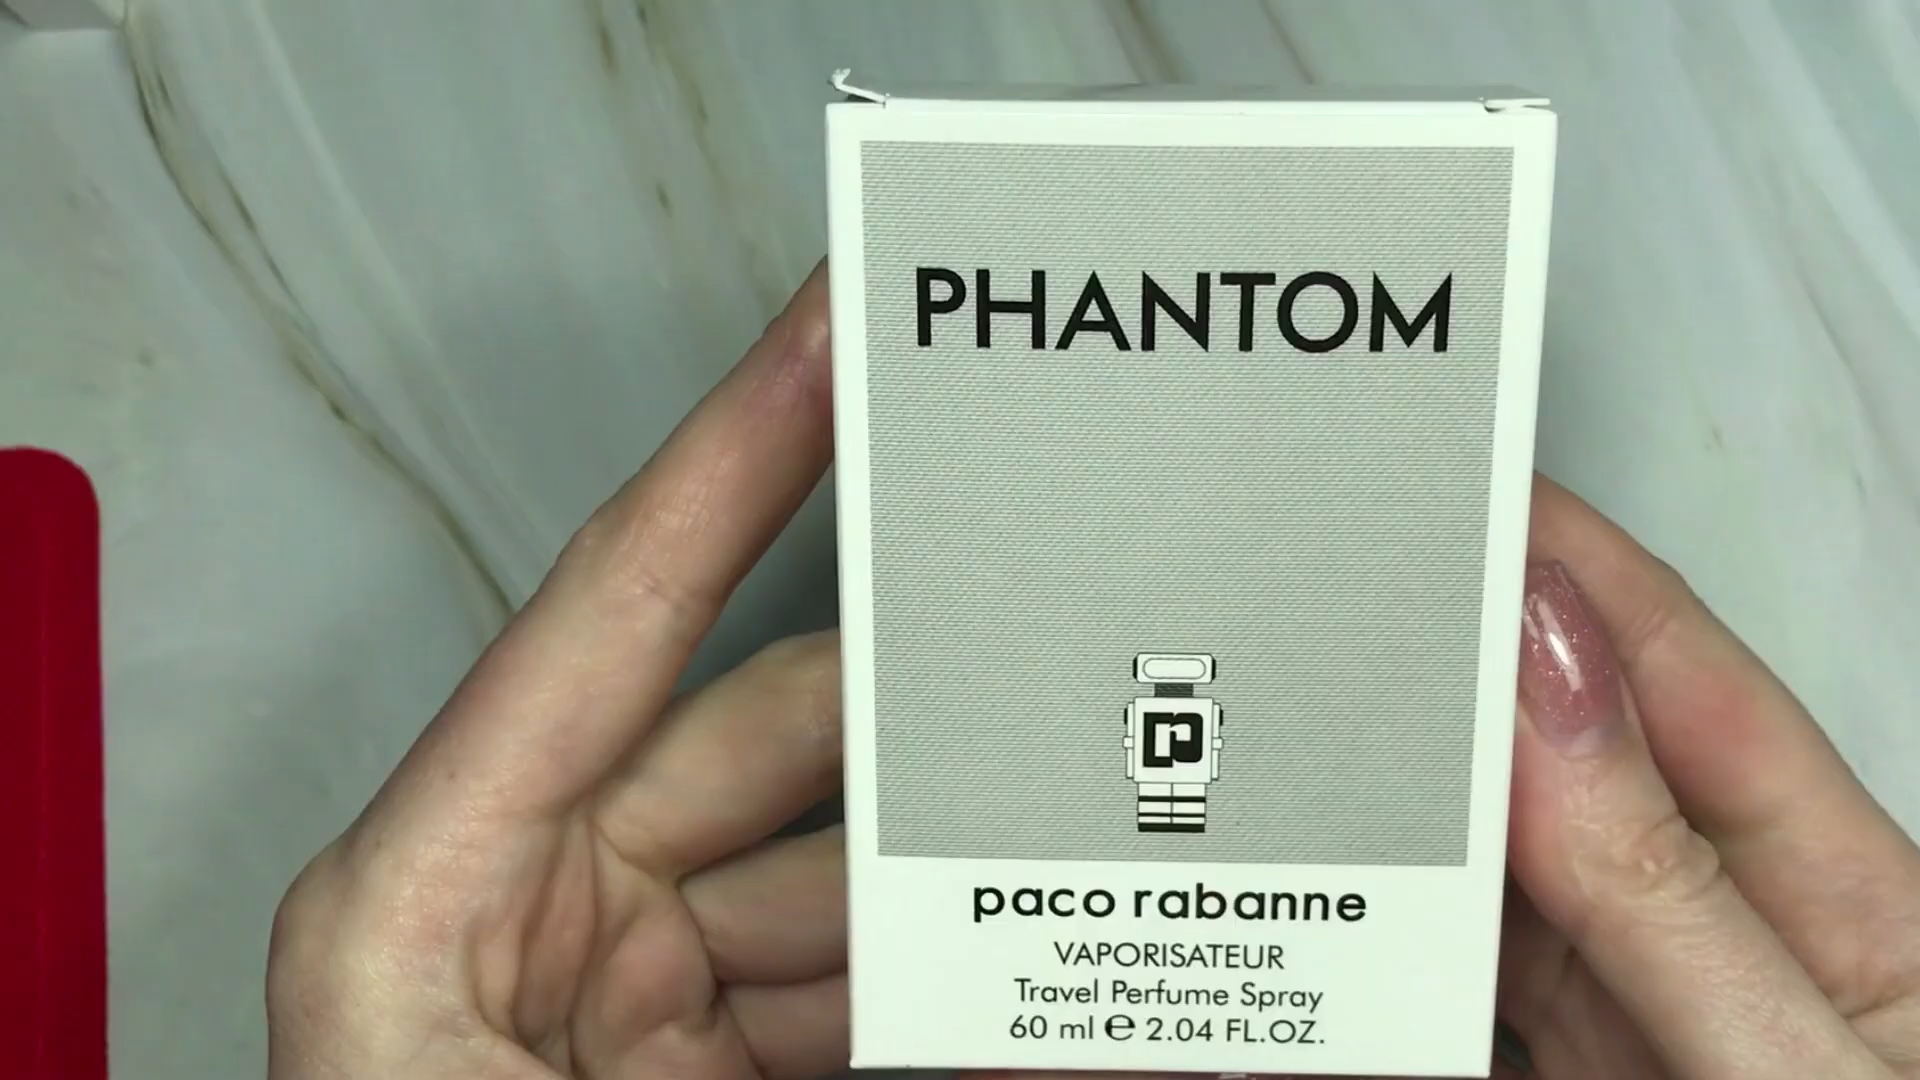 PHANTOM
r
paco rabanne
VAPORISATEUR
Travel Perfume Spray
60 ml ℮ 2.04 FL.OZ.